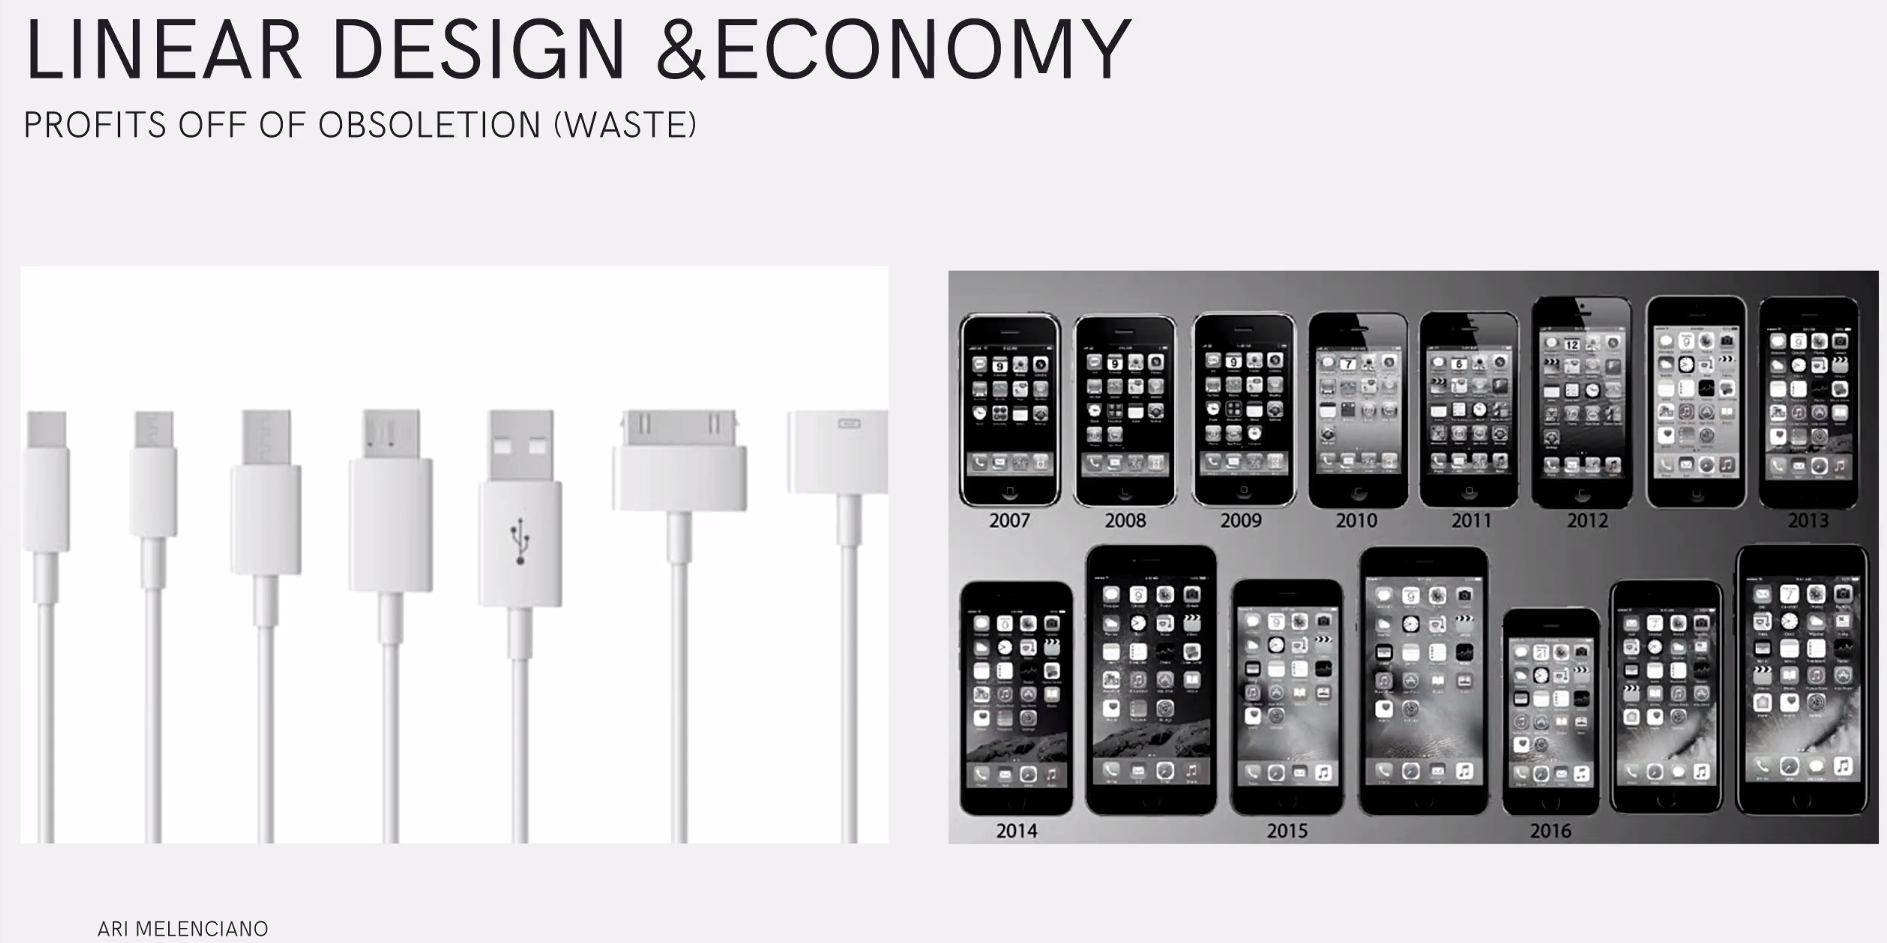 LINEAR DESIGN &ECONOMY
PROFITS OFF OF OBSOLETION (WASTE)
2007 2008 2009 2010 2011 2012 2013
2014 2015 2016
ARI MELENCIANO